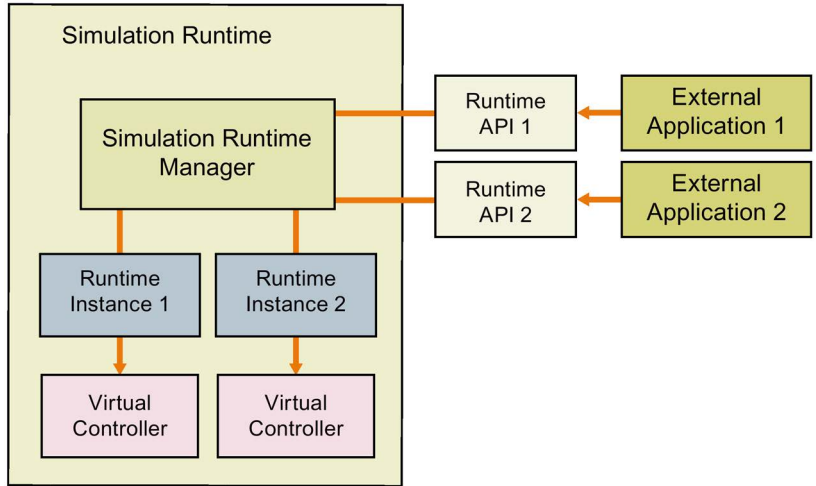 Simulation Runtime
Simulation Runtime
Manager
Runtime
API 1
External
Application 1
Runtime
API 2
External
Application 2
Runtime
Instance 1
Runtime
Instance 2
Virtual
Controller
Virtual
Controller